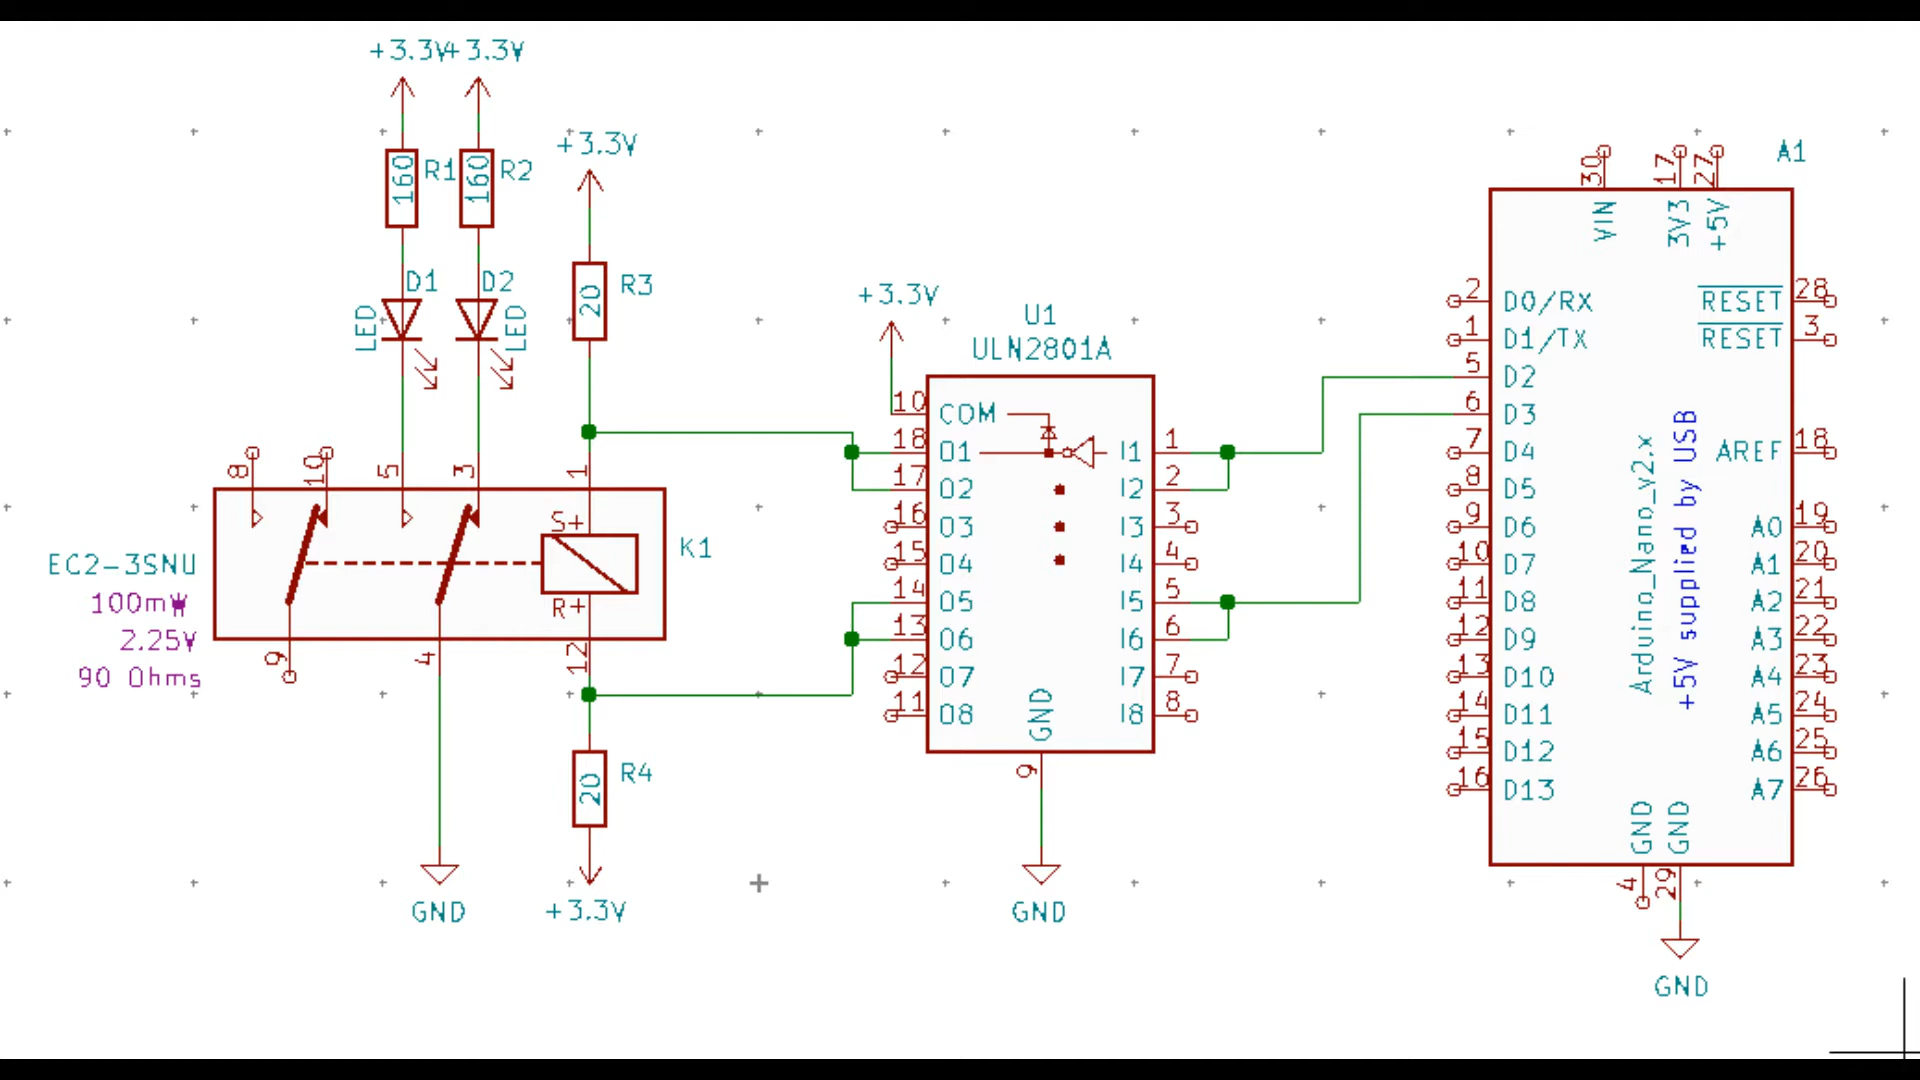 +3.3V
+3.3V
160
R1
160
R2
D1
LED
D2
LED
+3.3V
20
R3
8
10
5
3
1
S+
R+
K1
EC2-3SNU
100mW
2.25V
90 Ohms
9
4
12
GND
20
R4
+3.3V
+3.3V
U1
ULN2801A
10 COM
18 O1 I1 1
17 O2 I2 2
16 O3 I3 3
15 O4 I4 4
14 O5 I5 5
13 O6 I6 6
12 O7 I7 7
11 O8 I8 8
GND
9
GND
A1
30
17
27
VIN
3V3
+5V
2 D0/RX RESET 28
1 D1/TX RESET 3
5 D2
6 D3
7 D4 AREF 18
8 D5
9 D6 A0 19
10 D7 A1 20
11 D8 A2 21
12 D9 A3 22
13 D10 A4 23
14 D11 A5 24
15 D12 A6 25
16 D13 A7 26
Arduino_Nano_v2.x
+5V supplied by USB
GND
GND
4
29
GND